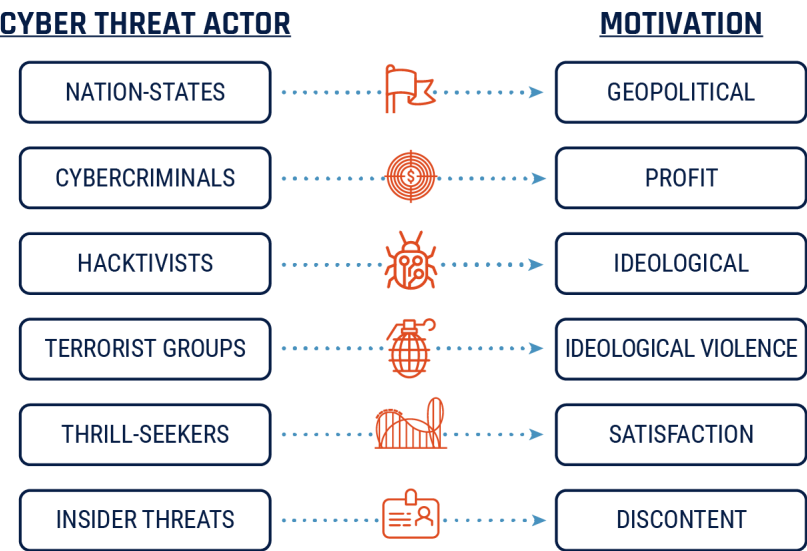 CYBER THREAT ACTOR MOTIVATION
NATION-STATES GEOPOLITICAL
CYBERCRIMINALS $ PROFIT
HACKTIVISTS IDEOLOGICAL
TERRORIST GROUPS IDEOLOGICAL VIOLENCE
THRILL-SEEKERS SATISFACTION
INSIDER THREATS DISCONTENT